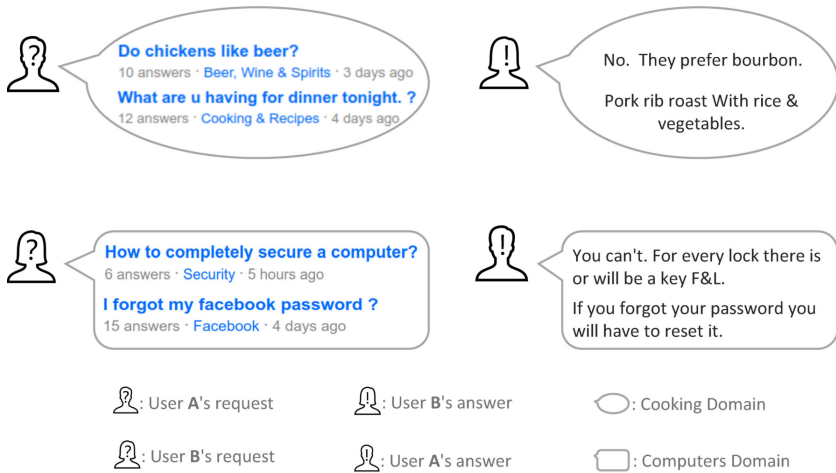 ?
Do chickens like beer?
10 answers · Beer, Wine & Spirits · 3 days ago
What are u having for dinner tonight. ?
12 answers · Cooking & Recipes · 4 days ago
!
No. They prefer bourbon.
Pork rib roast With rice &
vegetables.
?
How to completely secure a computer?
6 answers · Security · 5 hours ago
I forgot my facebook password ?
15 answers · Facebook · 4 days ago
!
You can't. For every lock there is
or will be a key F&L.
If you forgot your password you
will have to reset it.
? : User A's request
! : User B's answer
: Cooking Domain
? : User B's request
! : User A's answer
: Computers Domain